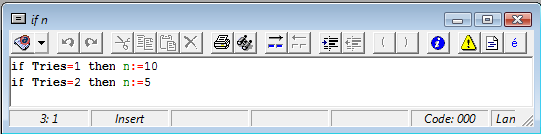 if n
if Tries=1 then n:=10
if Tries=2 then n:=5
3: 1 Insert Code: 000 Lan